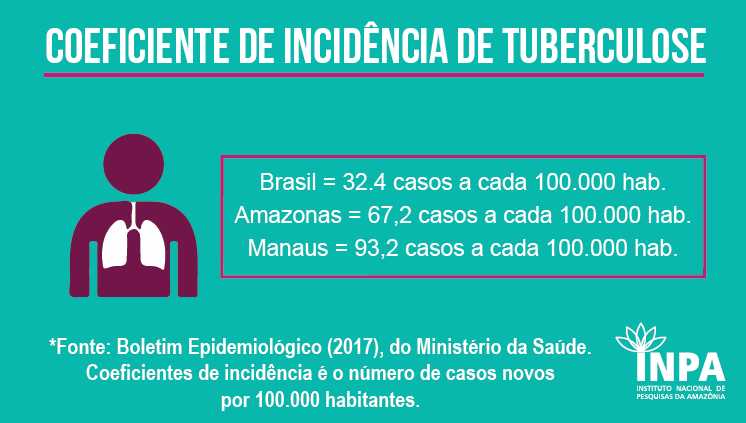 COEFICIENTE DE INCIDÊNCIA DE TUBERCULOSE
Brasil = 32.4 casos a cada 100.000 hab.
Amazonas = 67,2 casos a cada 100.000 hab.
Manaus = 93,2 casos a cada 100.000 hab.
*Fonte: Boletim Epidemiológico (2017), do Ministério da Saúde.
Coeficientes de incidência é o número de casos novos
por 100.000 habitantes.
INPA
INSTITUTO NACIONAL DE
PESQUISAS DA AMAZÔNIA